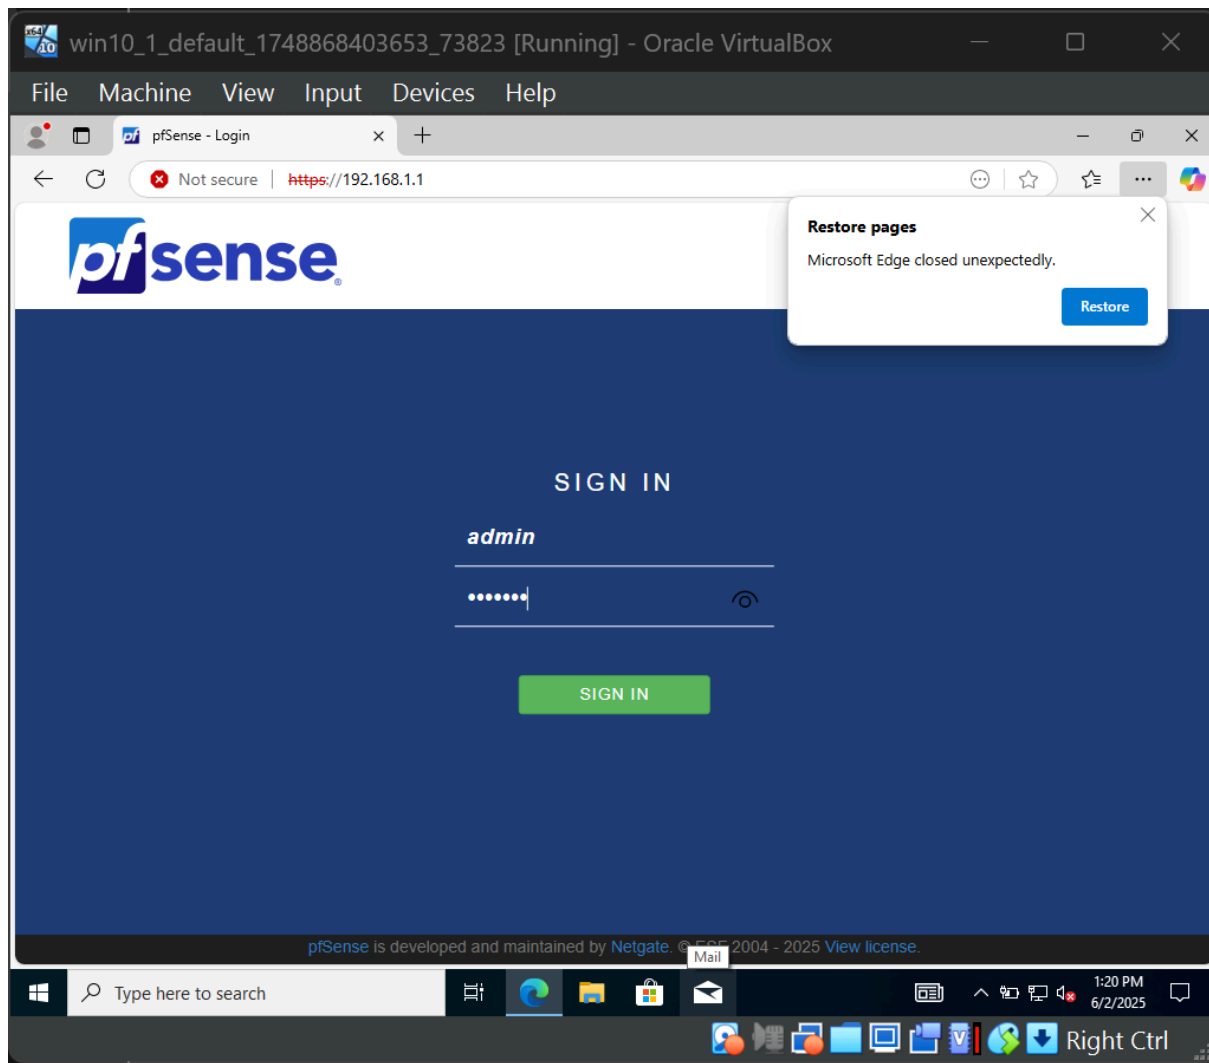 win10_1_default_1748868403653_73823 [Running] - Oracle VirtualBox
File Machine View Input Devices Help
pfSense - Login
Not secure https://192.168.1.1
pfsense
Restore pages
Microsoft Edge closed unexpectedly.
Restore
SIGN IN
admin
•••••••
SIGN IN
pfSense is developed and maintained by Netgate. © ESF 2004 - 2025 View license.
Mail
Type here to search
1:20 PM
6/2/2025
Right Ctrl